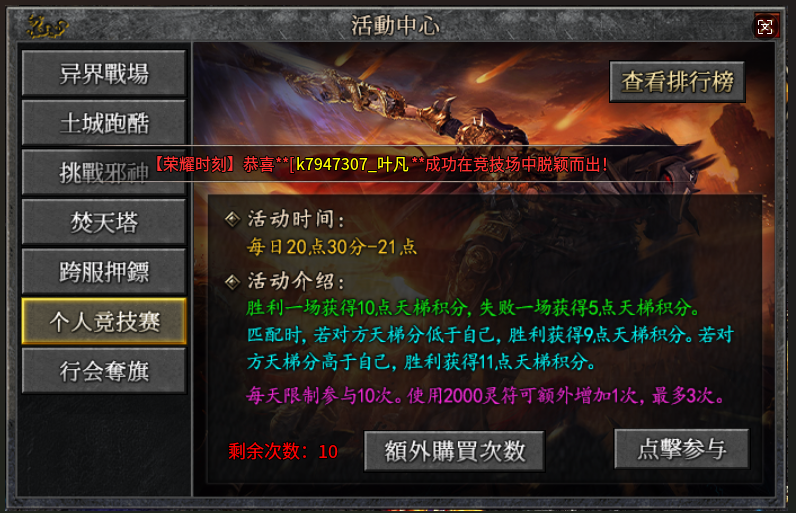 活動中心
异界戰場
土城跑酷
挑戰邪神
焚天塔
跨服押鏢
个人竞技赛
行会奪旗
查看排行榜
【荣耀时刻】恭喜**[k7947307_叶凡**成功在竞技场中脱颖而出!
活动时间:
每日20点30分-21点
活动介绍:
胜利一场获得10点天梯积分, 失败一场获得5点天梯积分。
匹配时, 若对方天梯分低于自己, 胜利获得9点天梯积分。若对
方天梯分高于自己, 胜利获得11点天梯积分。
每天限制参与10次。使用2000灵符可额外增加1次, 最多3次。
剩余次数: 10
額外購買次数
点擊参与